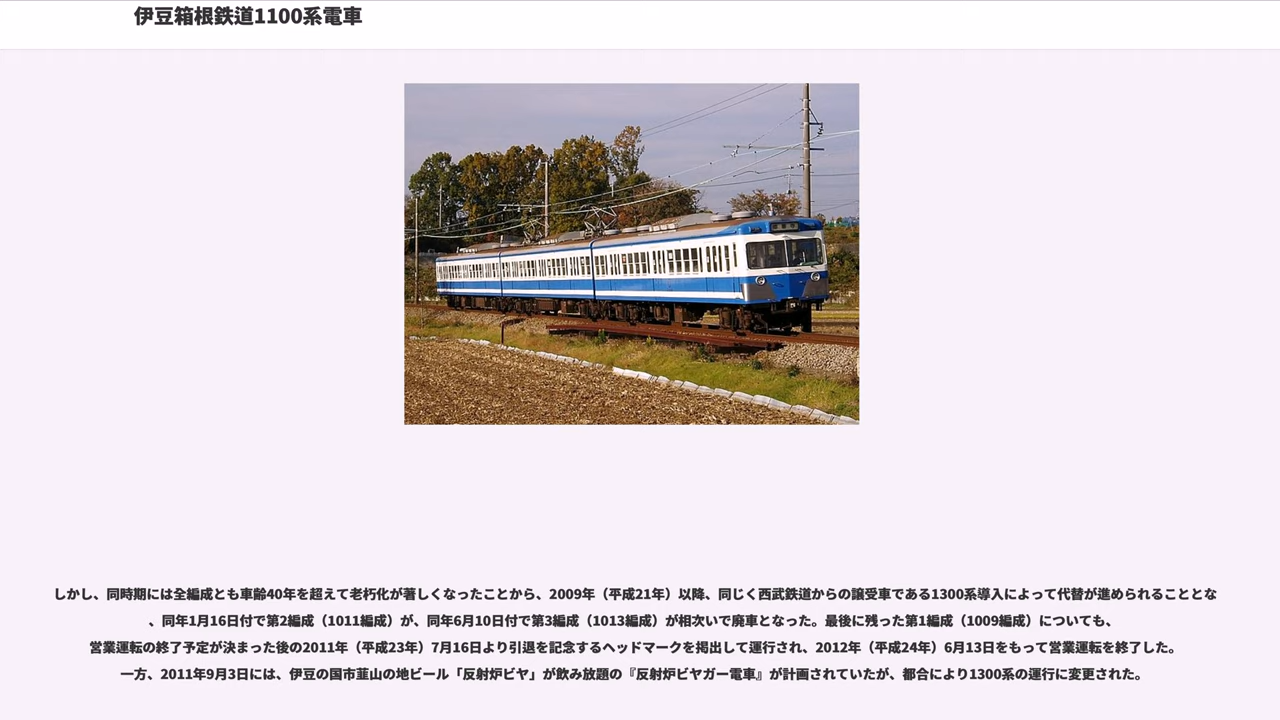 伊豆箱根鉄道1100系電車
しかし、同時期には全編成とも車齢40年を超えて老朽化が著しくなったことから、2009年（平成21年）以降、同じく西武鉄道からの譲受車である1300系導入によって代替が進められることとな
、同年1月16日付で第2編成（1011編成）が、同年6月10日付で第3編成（1013編成）が相次いで廃車となった。最後に残った第1編成（1009編成）についても、
営業運転の終了予定が決まった後の2011年（平成23年）7月16日より引退を記念するヘッドマークを掲出して運行され、2012年（平成24年）6月13日をもって営業運転を終了した。
一方、2011年9月3日には、伊豆の国市韮山の地ビール「反射炉ビヤ」が飲み放題の『反射炉ビヤガー電車』が計画されていたが、都合により1300系の運行に変更された。